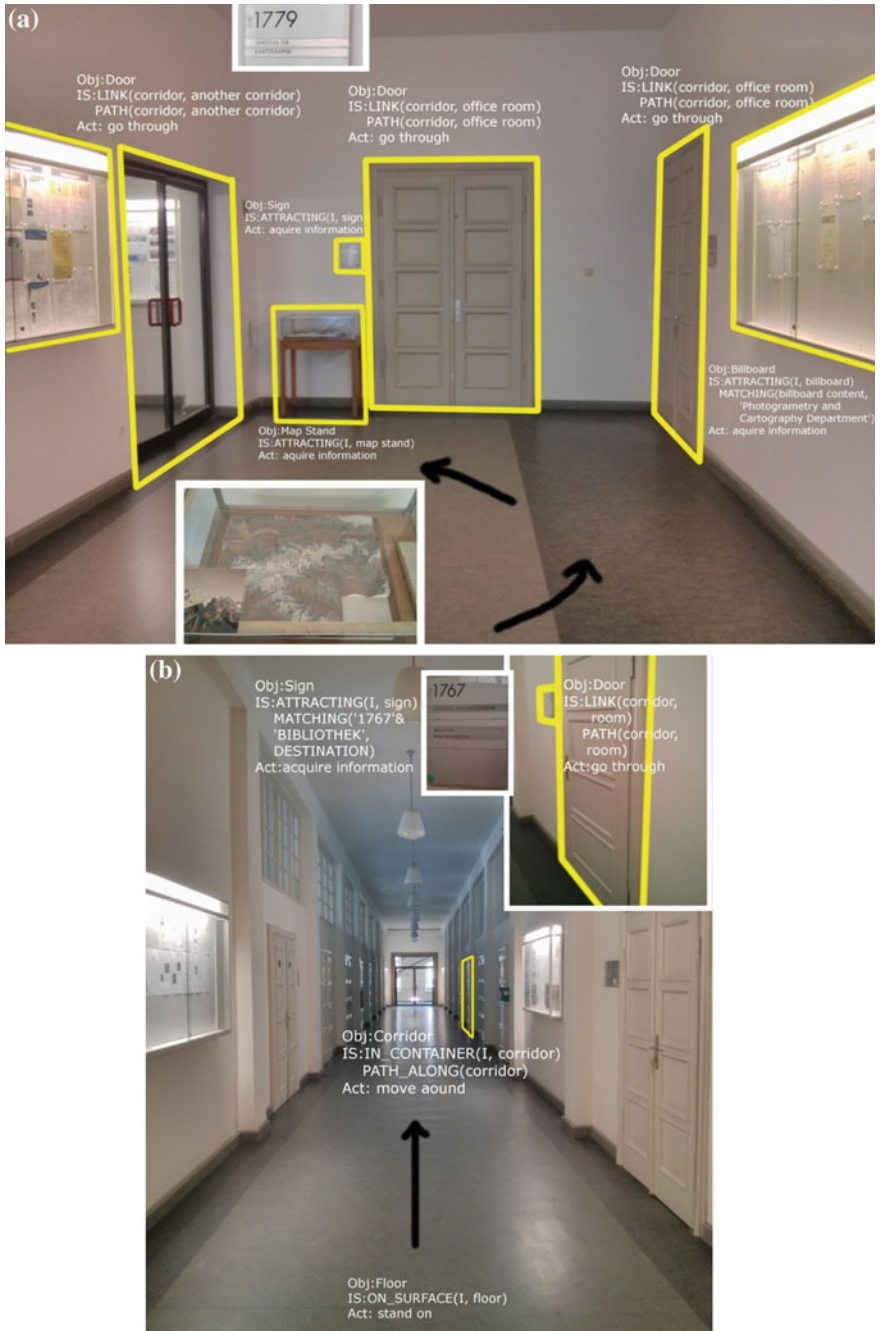 (a)
1779
CHRISTIAN
KARTOGRAPHIE
Obj:Door
IS:LINK(corridor, another corridor)
PATH(corridor, another corridor)
Act: go through
Obj:Door
IS:LINK(corridor, office room)
PATH(corridor, office room)
Act: go through
Obj:Door
IS:LINK(corridor, office room)
PATH(corridor, office room)
Act: go through
Obj:Sign
IS:ATTRACTING(I, sign
Act: aquire information
Obj:Map Stand
IS:ATTRACTING(I, map stand)
Act: aquire information
Obj:Billboard
IS:ATTRACTING(I, billboard)
MATCHING(billboard content,
'Photogrametry and
Cartography Department')
Act: aquire information
(b)
Obj:Sign
IS:ATTRACTING(I, sign)
MATCHING('1767'&
'BIBLIOTHEK',
DESTINATION)
Act:acquire information
1767
Obj:Door
IS:LINK(corridor,
room)
PATH(corridor,
room)
Act:go through
Obj:Corridor
IS:IN_CONTAINER(I, corridor)
PATH_ALONG(corridor)
Act: move aound
Obj:Floor
IS:ON_SURFACE(I, floor)
Act: stand on